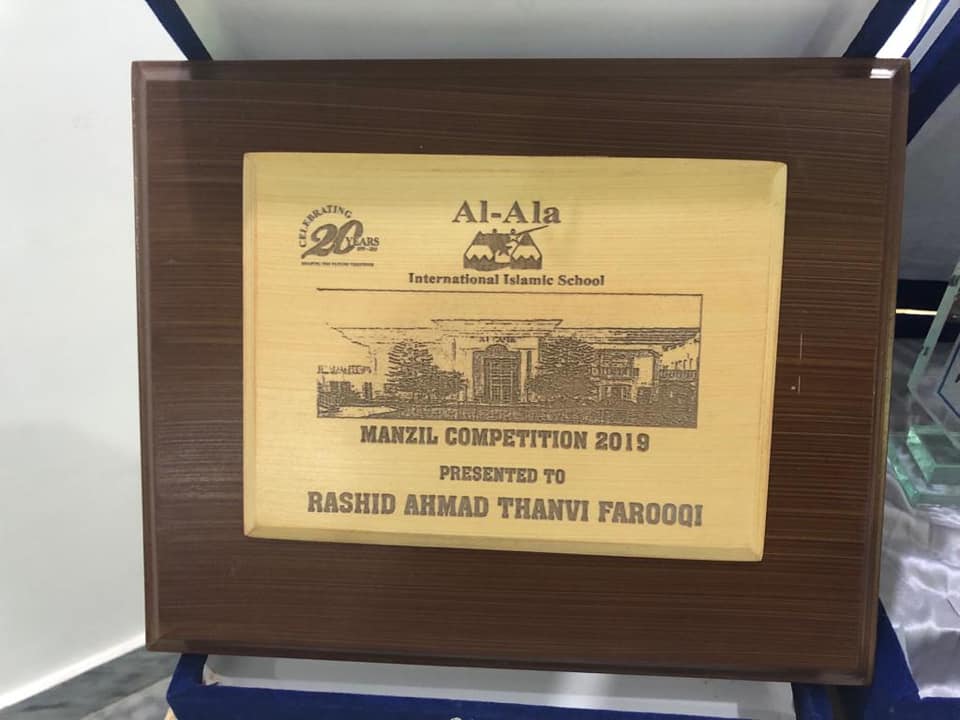 CELEBRATING
20 YEARS
Al-Ala
International Islamic School
MANZIL COMPETITION 2019
PRESENTED TO
RASHID AHMAD THANVI FAROOQI